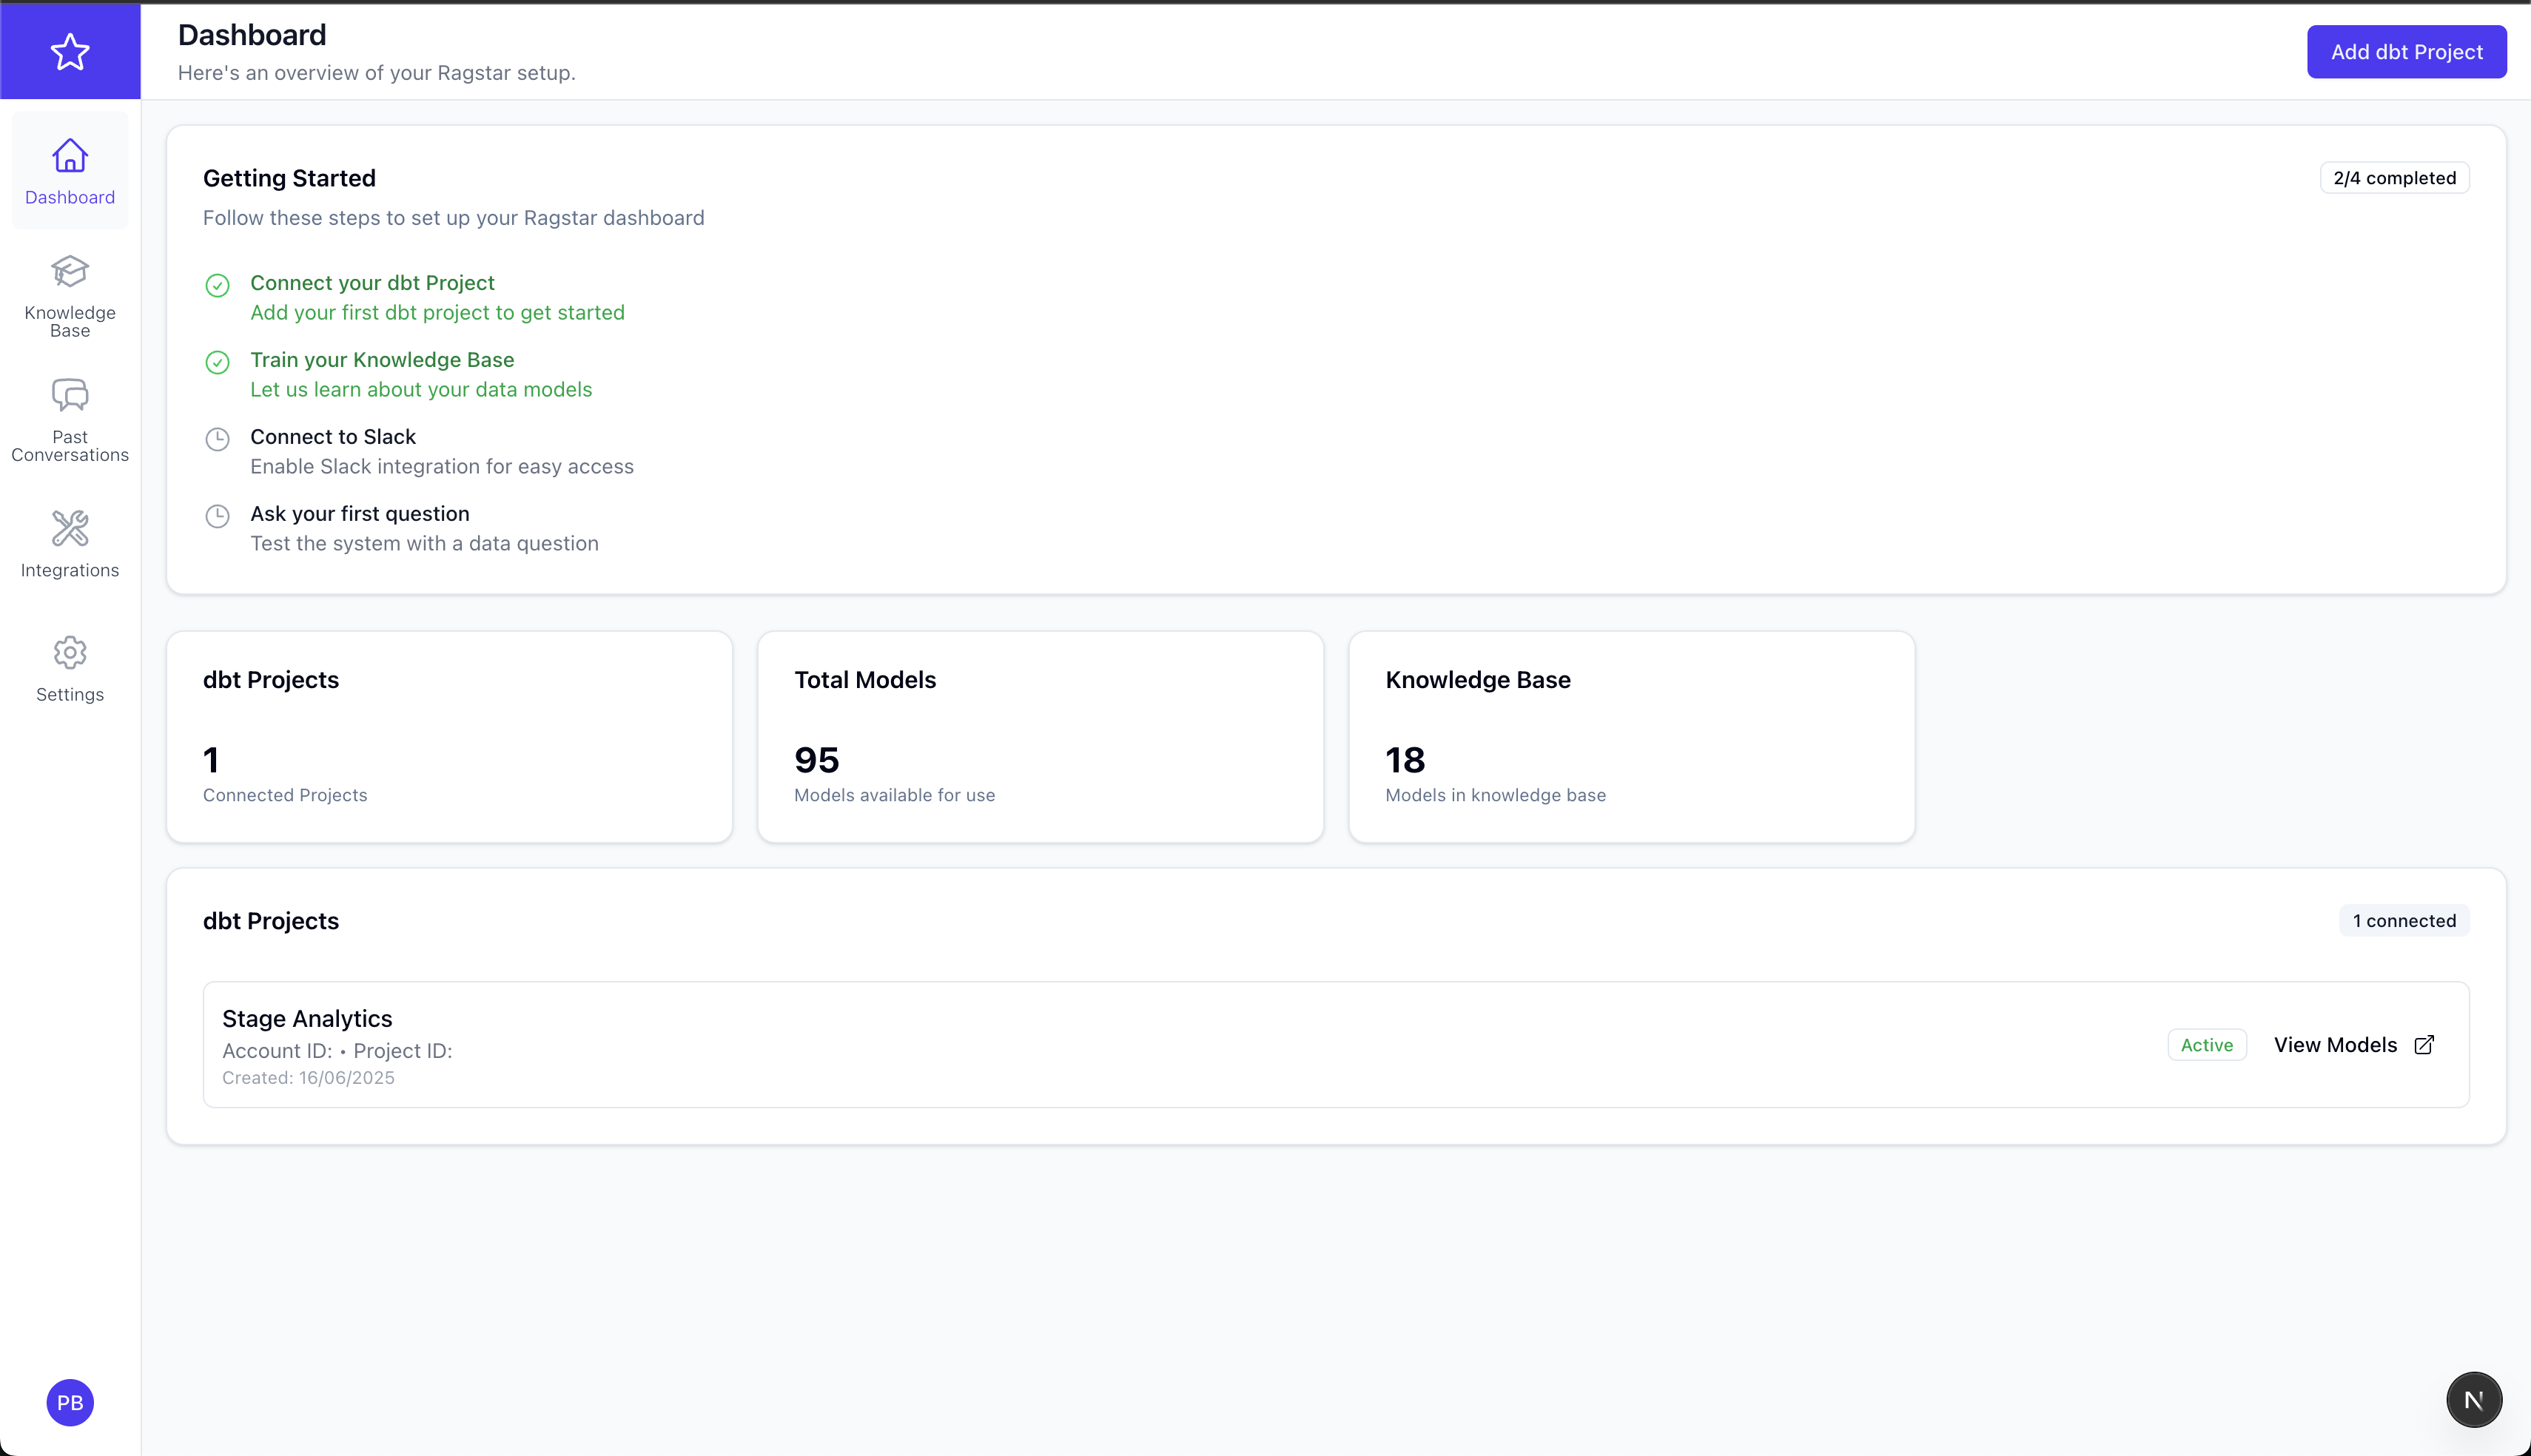 Dashboard
Here's an overview of your Ragstar setup.
Add dbt Project
Dashboard
Knowledge
Base
Past
Conversations
Integrations
Settings
PB
Getting Started
2/4 completed
Follow these steps to set up your Ragstar dashboard
Connect your dbt Project
Add your first dbt project to get started
Train your Knowledge Base
Let us learn about your data models
Connect to Slack
Enable Slack integration for easy access
Ask your first question
Test the system with a data question
dbt Projects
1
Connected Projects
Total Models
95
Models available for use
Knowledge Base
18
Models in knowledge base
dbt Projects
1 connected
Stage Analytics
Account ID: • Project ID:
Created: 16/06/2025
Active
View Models
N